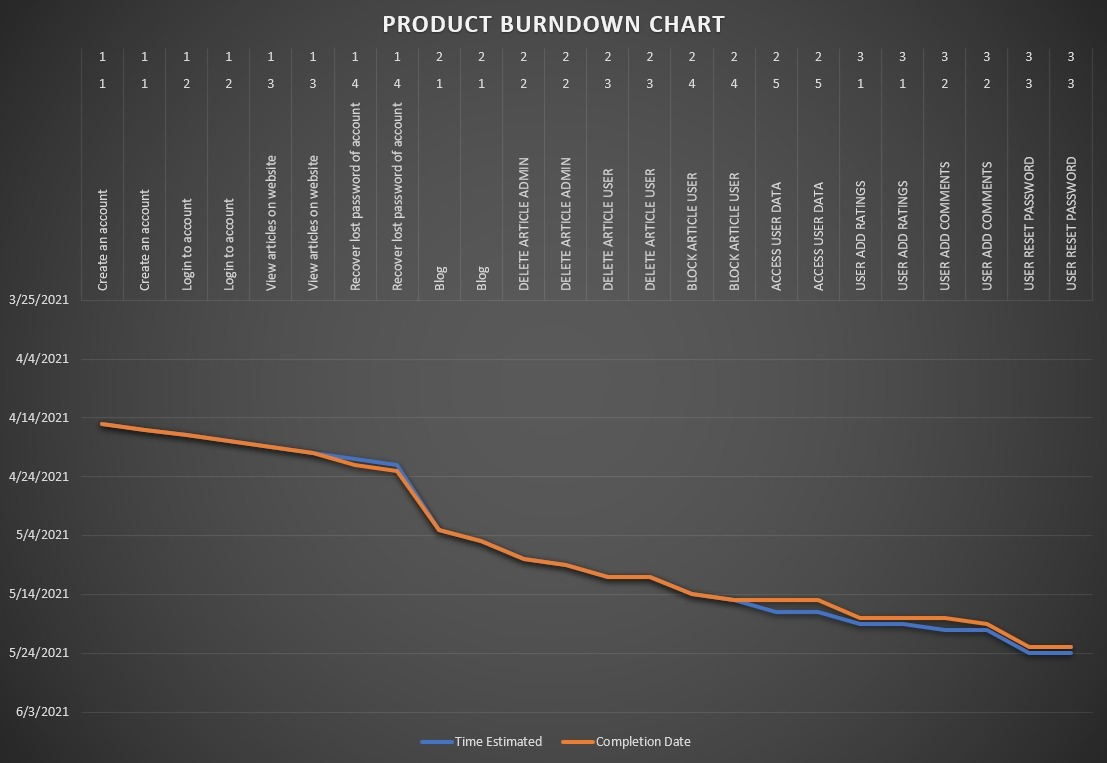 PRODUCT BURNDOWN CHART
1 1 1 1 1 1 1 1 2 2 2 2 2 2 2 2 2 2 3 3 3 3 3 3
1 1 2 2 3 3 4 4 1 1 2 2 3 3 4 4 5 5 1 1 2 2 3 3
Create an account
Create an account
Login to account
Login to account
View articles on website
View articles on website
Recover lost password of account
Recover lost password of account
Blog
Blog
DELETE ARTICLE ADMIN
DELETE ARTICLE ADMIN
DELETE ARTICLE USER
DELETE ARTICLE USER
BLOCK ARTICLE USER
BLOCK ARTICLE USER
ACCESS USER DATA
ACCESS USER DATA
USER ADD RATINGS
USER ADD RATINGS
USER ADD COMMENTS
USER ADD COMMENTS
USER RESET PASSWORD
USER RESET PASSWORD
3/25/2021
4/4/2021
4/14/2021
4/24/2021
5/4/2021
5/14/2021
5/24/2021
6/3/2021
Time Estimated
Completion Date